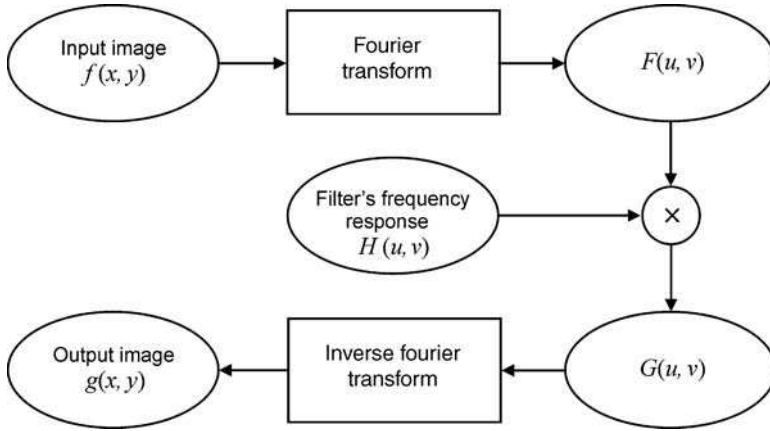 Input image
f(x, y)
Fourier
transform
F(u, v)
Filter's frequency
response
H(u, v)
×
Output image
g(x, y)
Inverse fourier
transform
G(u, v)